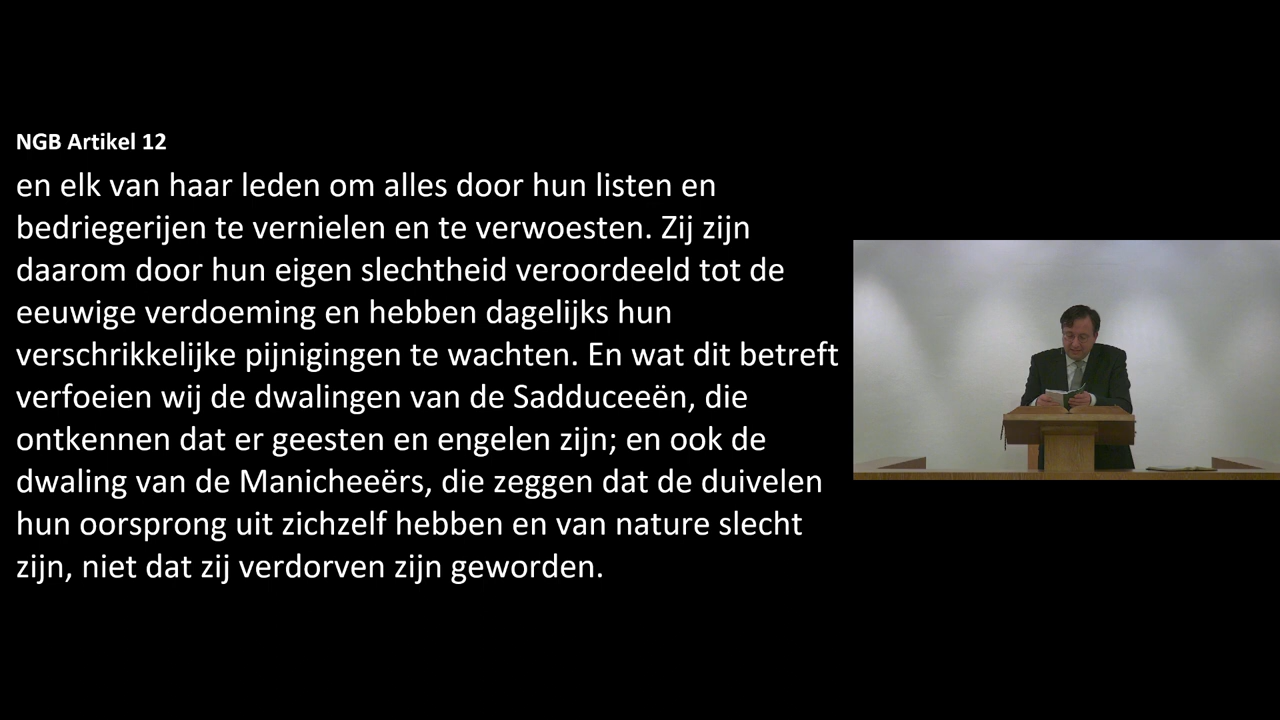 NGB Artikel 12
en elk van haar leden om alles door hun listen en
bedriegerijen te vernielen en te verwoesten. Zij zijn
daarom door hun eigen slechtheid veroordeeld tot de
eeuwige verdoeming en hebben dagelijks hun
verschrikkelijke pijnigingen te wachten. En wat dit betreft
verfoeien wij de dwalingen van de Sadduceeën, die
ontkennen dat er geesten en engelen zijn; en ook de
dwaling van de Manicheeërs, die zeggen dat de duivelen
hun oorsprong uit zichzelf hebben en van nature slecht
zijn, niet dat zij verdorven zijn geworden.